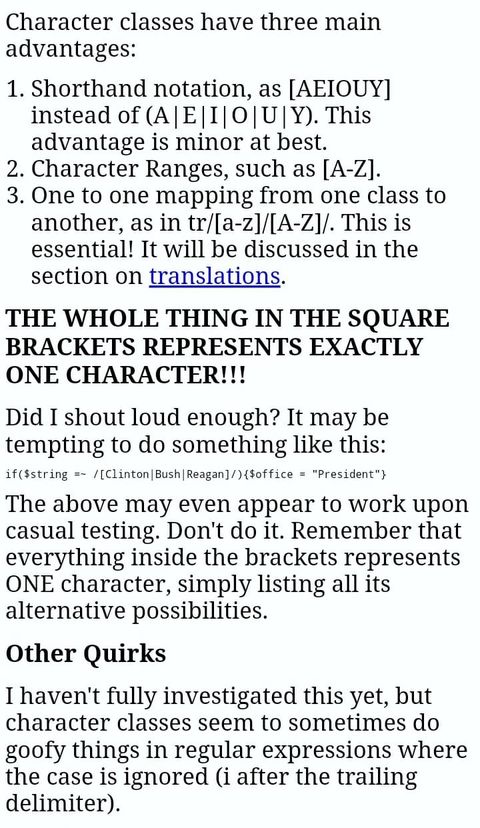 Character classes have three main
advantages:
1. Shorthand notation, as [AEIOUY]
instead of (A|E|I|O|U|Y). This
advantage is minor at best.
2. Character Ranges, such as [A-Z].
3. One to one mapping from one class to
another, as in tr/[a-z]/[A-Z]/. This is
essential! It will be discussed in the
section on translations.
THE WHOLE THING IN THE SQUARE
BRACKETS REPRESENTS EXACTLY
ONE CHARACTER!!!
Did I shout loud enough? It may be
tempting to do something like this:
if($string =~ /[Clinton|Bush|Reagan]/){$office = "President"}
The above may even appear to work upon
casual testing. Don't do it. Remember that
everything inside the brackets represents
ONE character, simply listing all its
alternative possibilities.
Other Quirks
I haven't fully investigated this yet, but
character classes seem to sometimes do
goofy things in regular expressions where
the case is ignored (i after the trailing
delimiter).